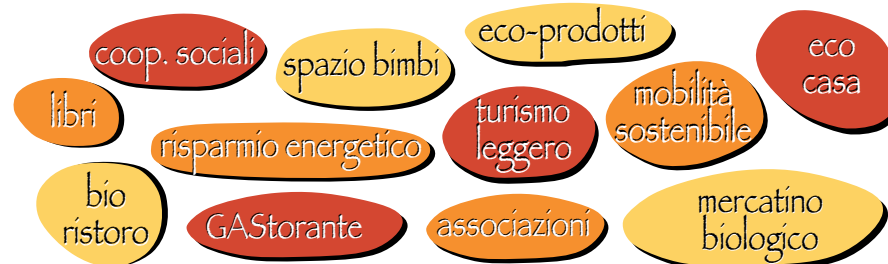 coop. sociali
spazio bimbi
eco-prodotti
eco
casa
libri
risparmio energetico
turismo
leggero
mobilità
sostenibile
bio
ristoro
GAStorante
associazioni
mercatino
biologico